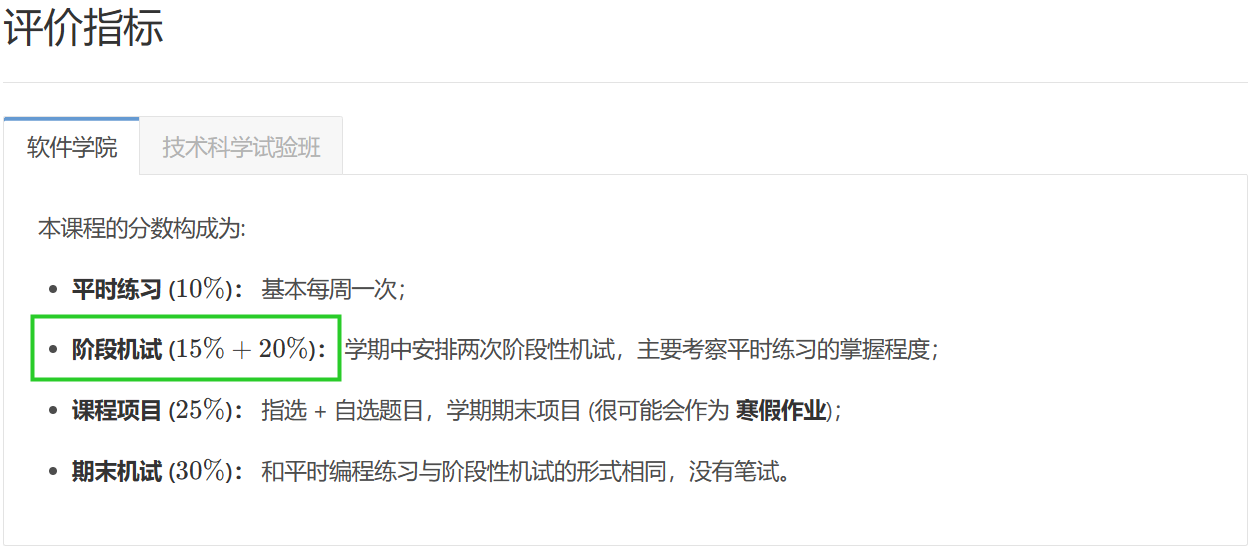 评价指标
软件学院 技术科学试验班
本课程的分数构成为:
• 平时练习 (10%)： 基本每周一次；
• 阶段机试 (15% + 20%)： 学期中安排两次阶段性机试，主要考察平时练习的掌握程度；
• 课程项目 (25%)： 指选 + 自选题目，学期期末项目 (很可能会作为 寒假作业)；
• 期末机试 (30%)： 和平时编程练习与阶段性机试的形式相同，没有笔试。